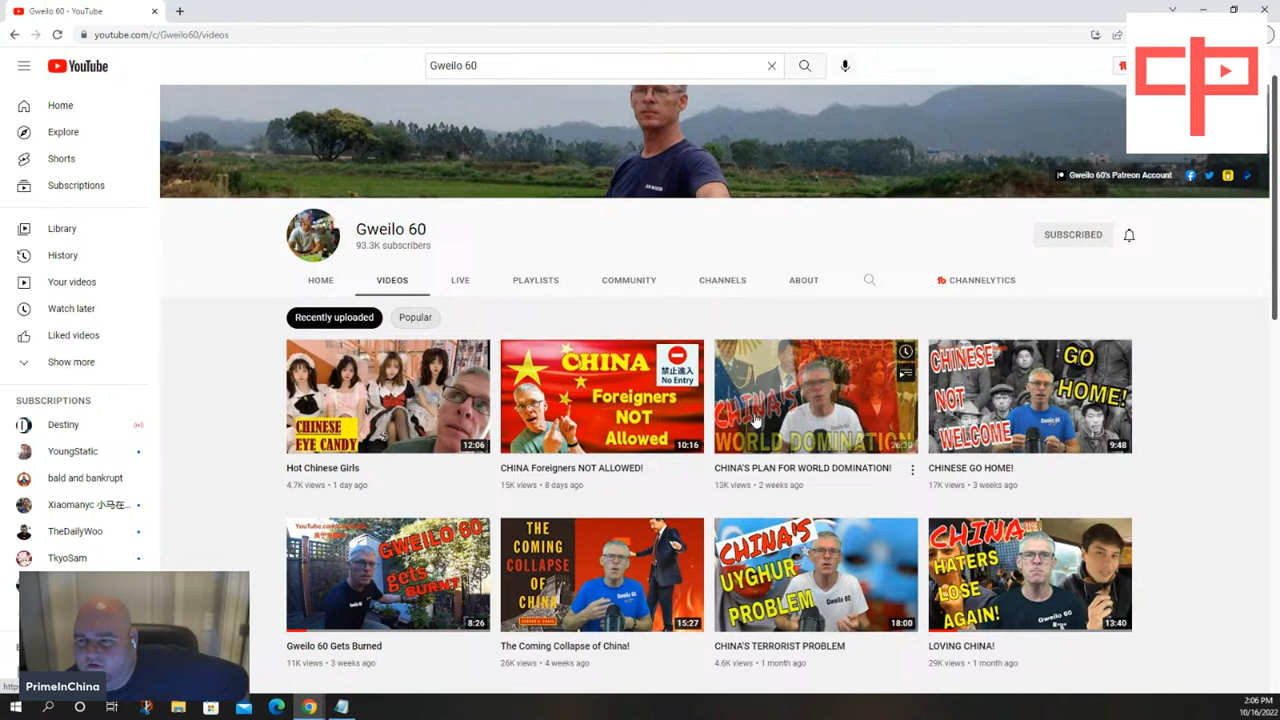 Gweilo 60 - YouTube
youtube.com/c/Gweilo60/videos
YouTube
Gweilo 60
Home
Explore
Shorts
Subscriptions
Library
History
Your videos
Watch later
Liked videos
Show more
SUBSCRIPTIONS
Destiny
YoungStatic
bald and bankrupt
Xiaomanyc 小马在...
TheDailyWoo
TkyoSam
PrimeInChina
Gweilo 60's Patreon Account
Gweilo 60
93.3K subscribers
SUBSCRIBED
HOME
VIDEOS
LIVE
PLAYLISTS
COMMUNITY
CHANNELS
ABOUT
CHANNELYTICS
Recently uploaded
Popular
CHINESE
EYE CANDY
12:06
Hot Chinese Girls
4.7K views • 1 day ago
CHINA
禁止進入
No Entry
Foreigners
NOT
Allowed
10:16
CHINA Foreigners NOT ALLOWED!
15K views • 8 days ago
CHINA'S
WORLD DOMINATION
26:30
CHINA'S PLAN FOR WORLD DOMINATION!
13K views • 2 weeks ago
CHINESE
NOT
WELCOME
GO
HOME!
9:48
CHINESE GO HOME!
17K views • 3 weeks ago
GWEILO 60
gets
BURNT
8:26
Gweilo 60 Gets Burned
11K views • 3 weeks ago
THE
COMING
COLLAPSE
OF
CHINA
15:27
The Coming Collapse of China!
26K views • 4 weeks ago
CHINA'S
UYGHUR
PROBLEM
Gweilo 60
18:00
CHINA'S TERRORIST PROBLEM
4.6K views • 1 month ago
CHINA
HATERS
LOSE
AGAIN!
Gweilo 60
13:40
LOVING CHINA!
29K views • 1 month ago
2:06 PM
10/16/2022